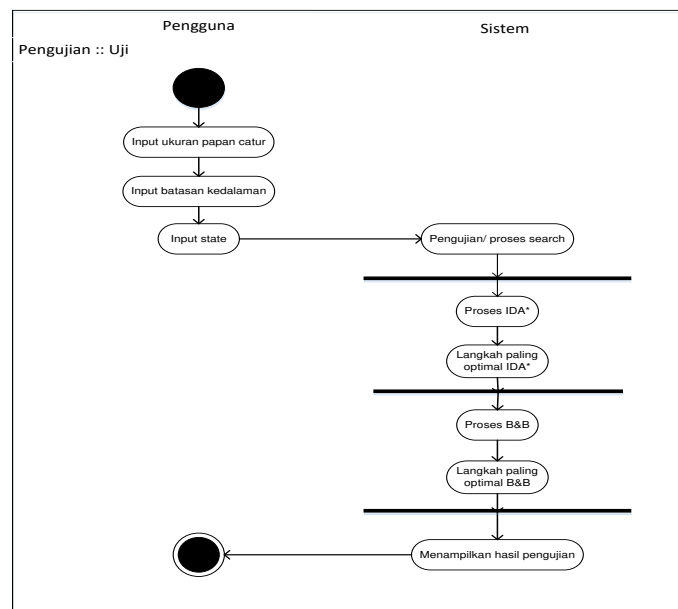 Pengguna
Sistem
Pengujian :: Uji
Input ukuran papan catur
Input batasan kedalaman
Input state
Pengujian/ proses search
Proses IDA*
Langkah paling
optimal IDA*
Proses B&B
Langkah paling
optimal B&B
Menampilkan hasil pengujian